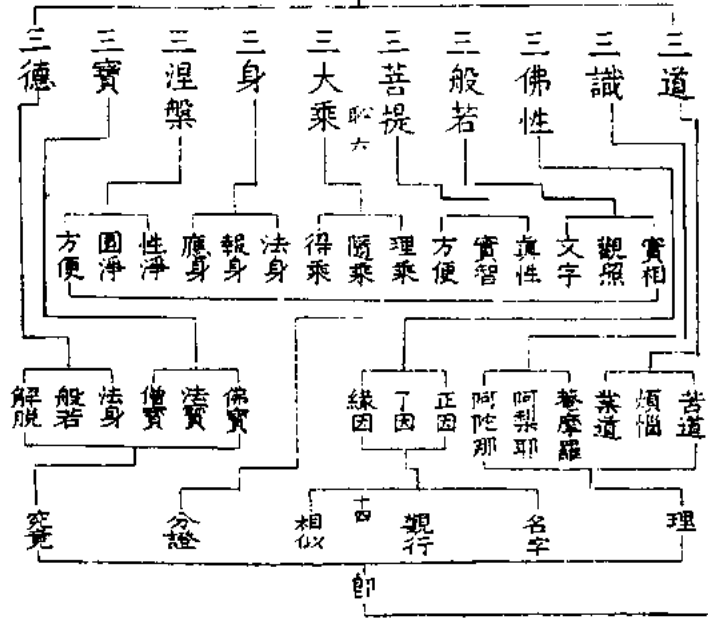 三道
三識
三佛性
三般若
三菩提
三大乘
三身
三涅槃
三寶
三德
恥六
實相
觀照
文字
真性
實智
方便
理乘
隨乘
得乘
法身
報身
應身
性淨
圓淨
方便
苦道
煩惱
業道
菴摩羅
阿梨耶
阿陀那
正因
了因
緣因
佛寶
法寶
僧寶
法身
般若
解脫
理
名字
觀行
十四
相似
分證
究竟
卽